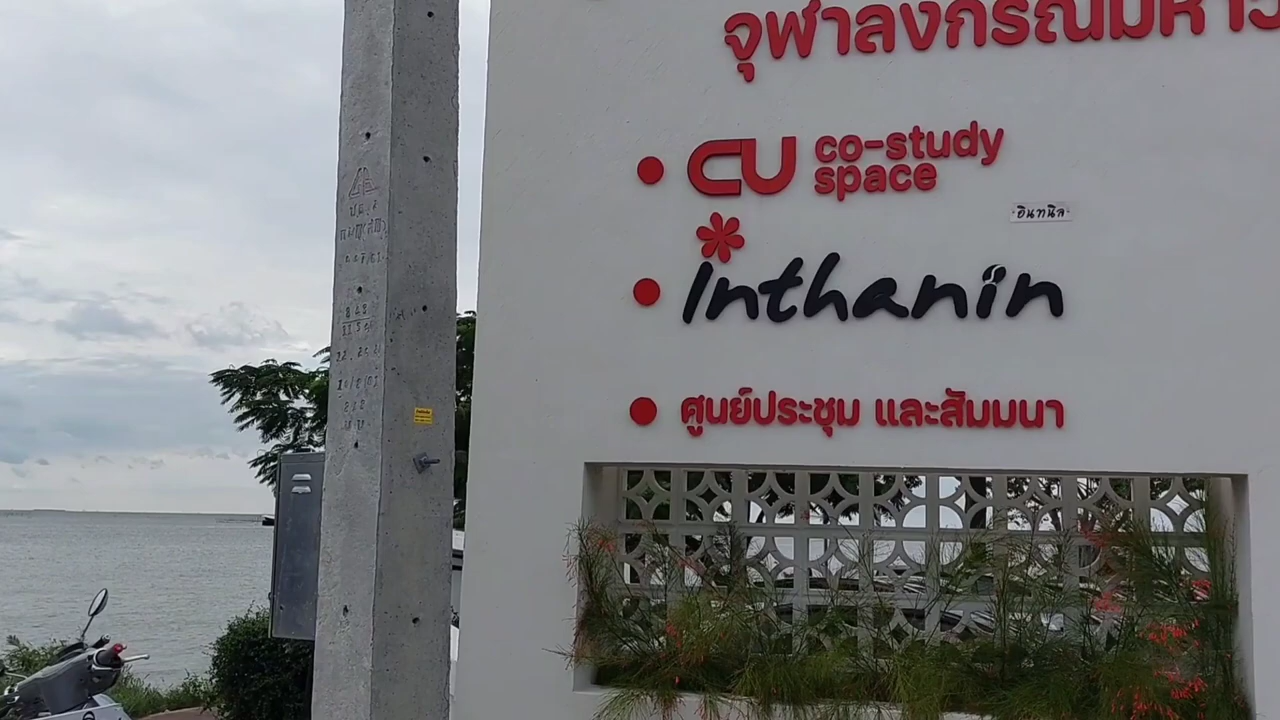 จุฬาลงกรณ์มหาวิ
CU co-study
space
อินทนิล
inthanin
ศูนย์ประชุม และสัมมนา